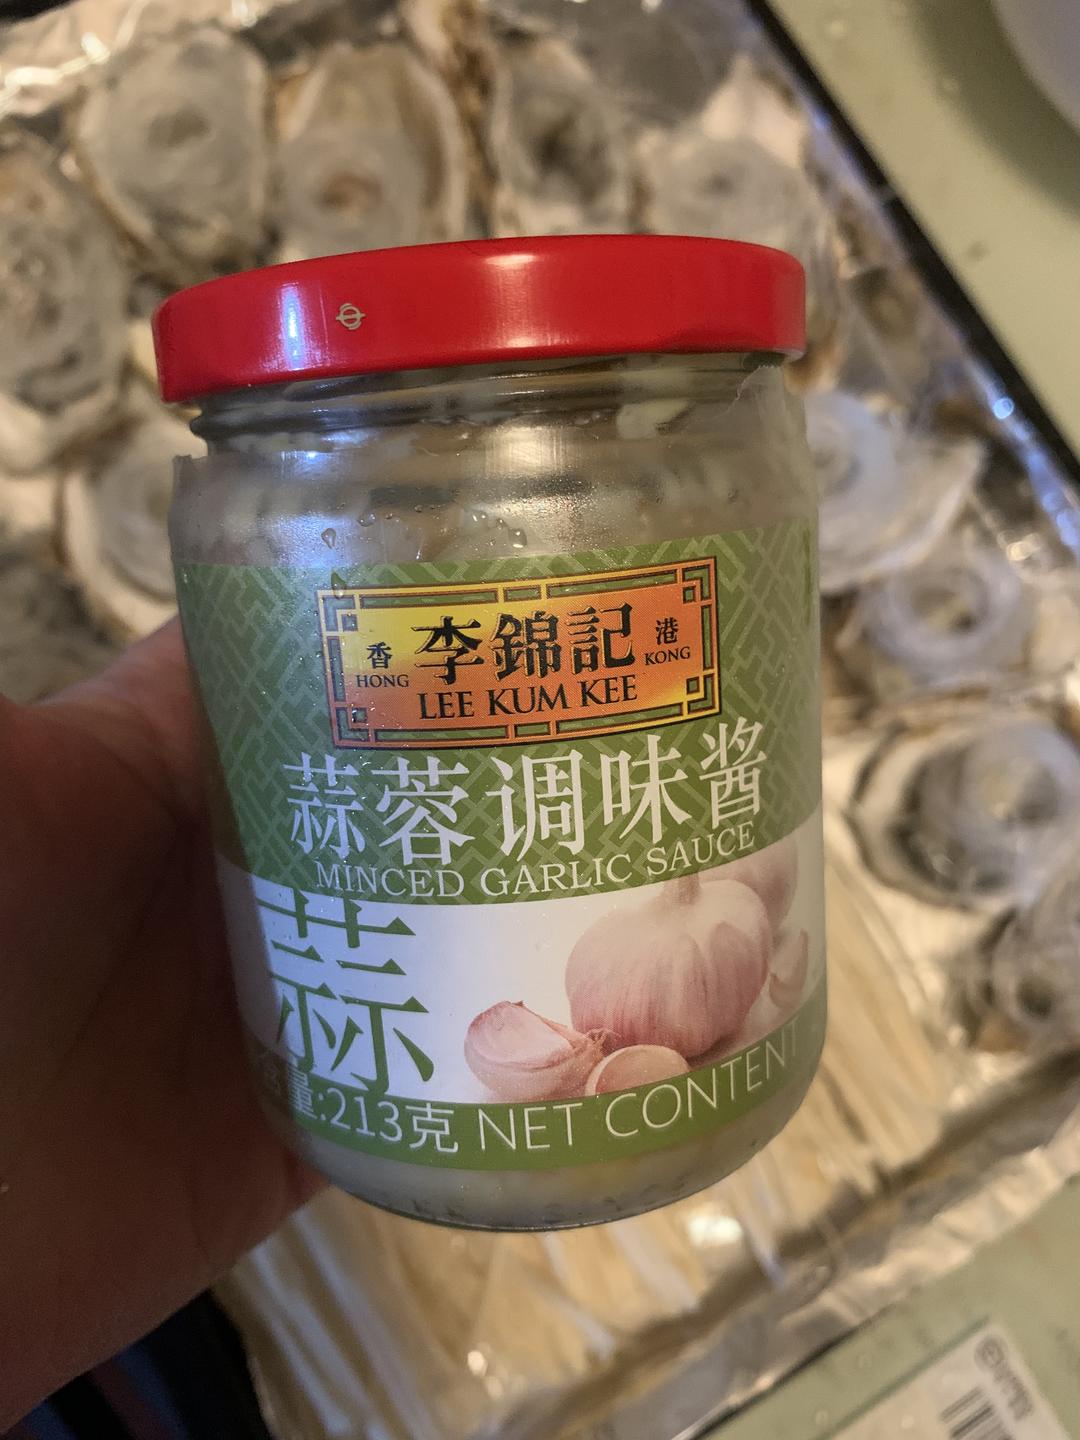 香 李錦記 港
HONG LEE KUM KEE KONG
蒜蓉调味酱
MINCED GARLIC SAUCE
蒜
量:213克 NET CONTENT